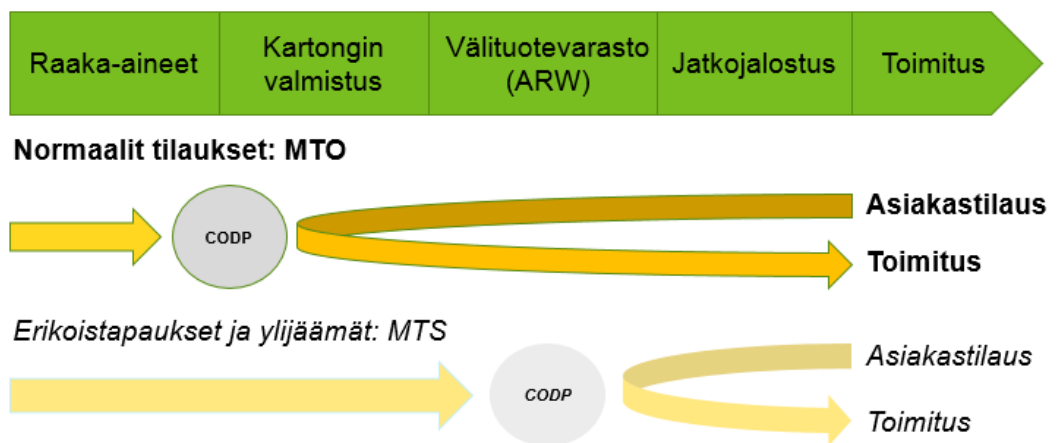 Raaka-aineet
Kartongin
valmistus
Välituotevarasto
(ARW)
Jatkojalostus
Toimitus
Normaalit tilaukset: MTO
CODP
Asiakastilaus
Toimitus
Erikoistapaukset ja ylijäämät: MTS
CODP
Asiakastilaus
Toimitus